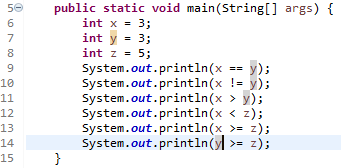 5 public static void main(String[] args) {
6 int x = 3;
7 int y = 3;
8 int z = 5;
9 System.out.println(x == y);
10 System.out.println(x != y);
11 System.out.println(x > y);
12 System.out.println(x < z);
13 System.out.println(x >= z);
14 System.out.println(y >= z);
15 }